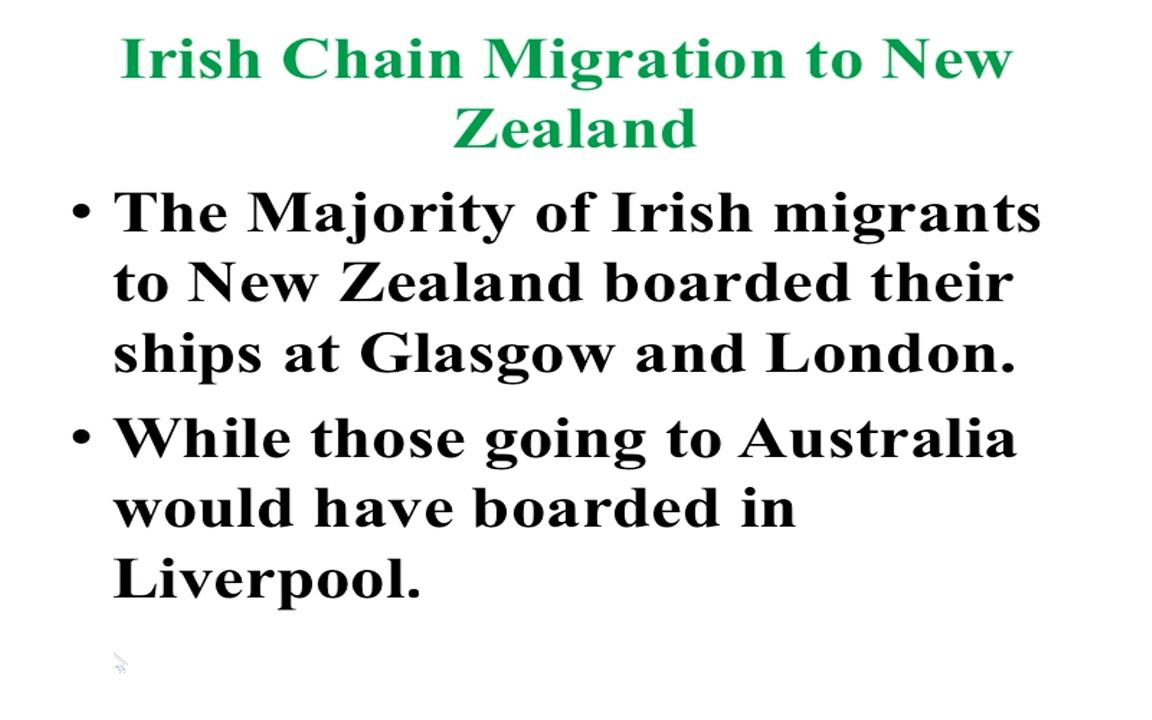 Irish Chain Migration to New
Zealand
• The Majority of Irish migrants
to New Zealand boarded their
ships at Glasgow and London.
• While those going to Australia
would have boarded in
Liverpool.